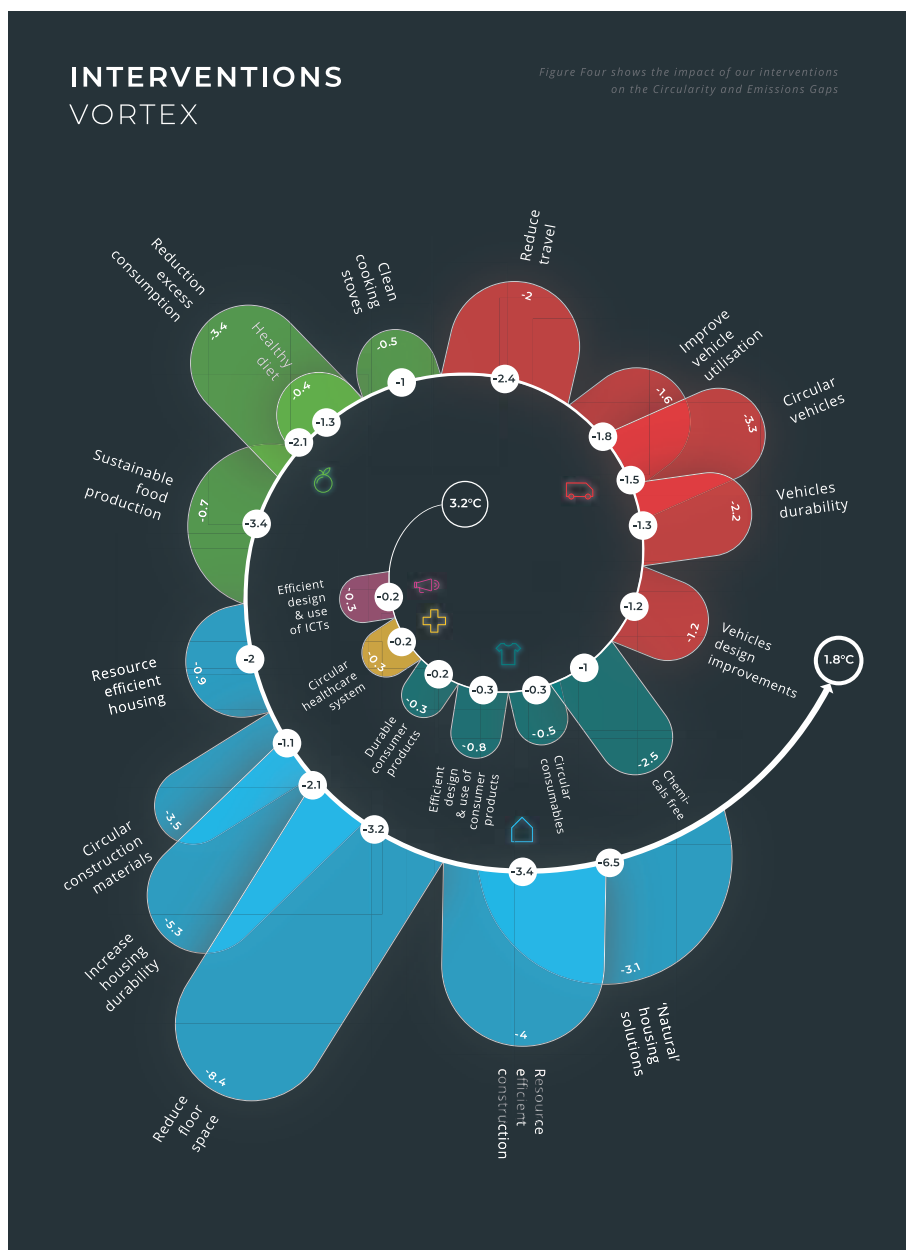 INTERVENTIONS
VORTEX
Figure Four shows the impact of our interventions
on the Circularity and Emissions Gaps
3.2°C
Efficient
design
& use
of ICTs
-0.3
-0.2
Circular
healthcare
system
-0.3
-0.2
Durable
consumer
products
-0.3
-0.2
Efficient
design
& use of
consumer
products
-0.8
-0.3
Circular
consumables
-0.5
-0.3
Chemi-
cals free
-2.5
-1
Vehicles
design
improvements
-1.2
-1.2
Vehicles
durability
-2.2
-1.3
Circular
vehicles
-3.3
-1.5
Improve
vehicle
utilisation
-1.6
-1.8
Reduce
travel
-2
-2.4
Clean
cooking
stoves
-0.5
-1
Healthy
diet
-0.4
-1.3
Reduction
excess
consumption
-3.4
-2.1
Sustainable
food
production
-0.7
-3.4
Resource
efficient
housing
-0.9
-2
Circular
construction
materials
-3.5
-1.1
Increase
housing
durability
-5.3
-2.1
Reduce
floor
space
-8.4
-3.2
Resource
efficient
construction
-4
-3.4
'Natural'
housing
solutions
-3.1
-6.5
1.8°C